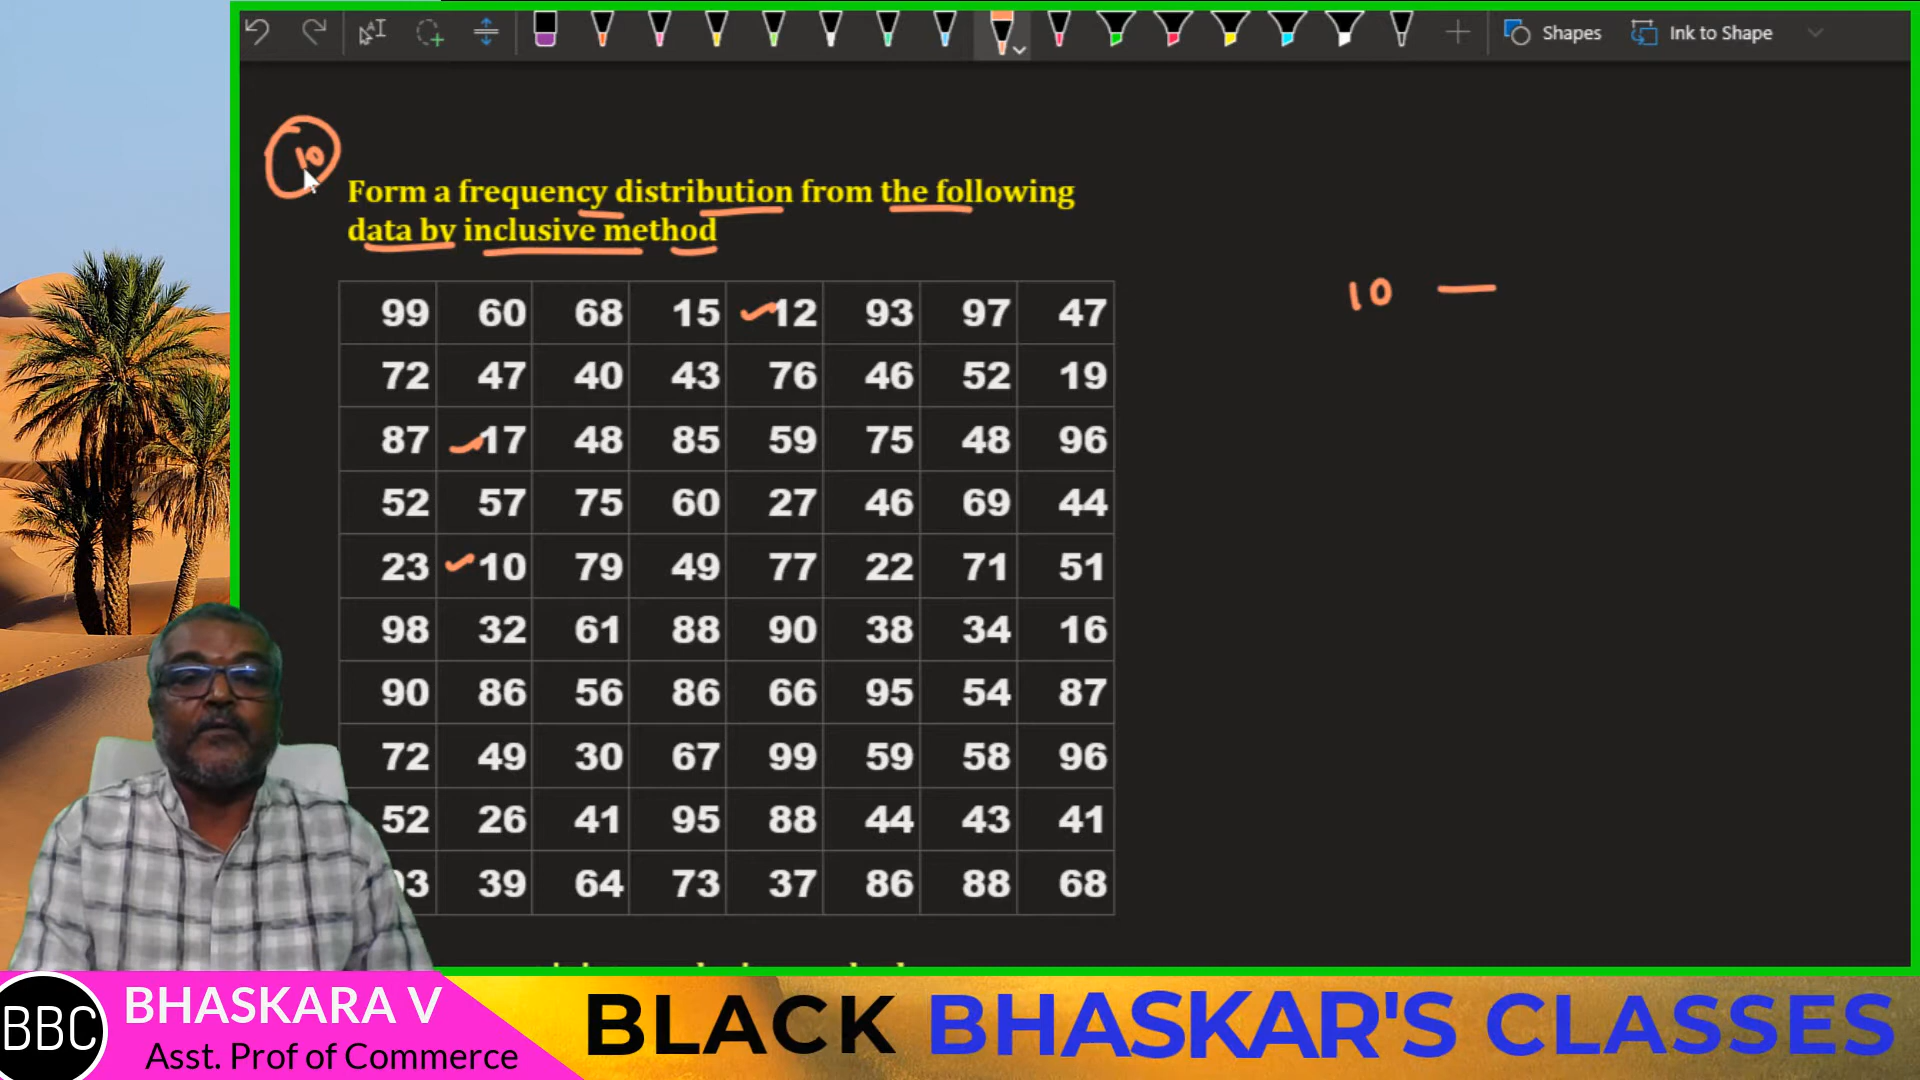 Shapes
Ink to Shape
10
Form a frequency distribution from the following
data by inclusive method
10 —
99 60 68 15 12 93 97 47
72 47 40 43 76 46 52 19
87 17 48 85 59 75 48 96
52 57 75 60 27 46 69 44
23 10 79 49 77 22 71 51
98 32 61 88 90 38 34 16
90 86 56 86 66 95 54 87
72 49 30 67 99 59 58 96
52 26 41 95 88 44 43 41
39 64 73 37 86 88 68
BBC
BHASKARA V
Asst. Prof of Commerce
BLACK BHASKAR'S CLASSES